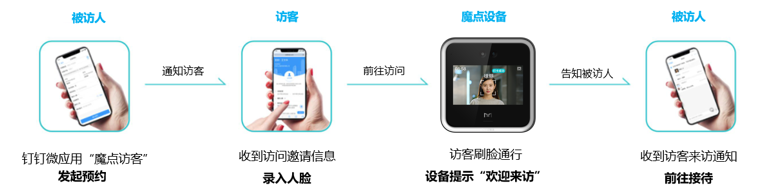 被访人
访客
魔点设备
被访人
通知访客
前往访问
告知被访人
钉钉微应用“魔点访客”
发起预约
收到访问邀请信息
录入人脸
访客刷脸通行
设备提示“欢迎来访”
收到访客来访通知
前往接待